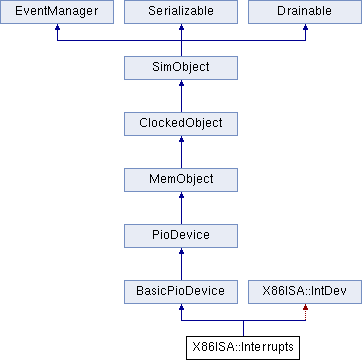 EventManager Serializable Drainable
SimObject
ClockedObject
MemObject
PioDevice
BasicPioDevice X86ISA::IntDev
X86ISA::Interrupts